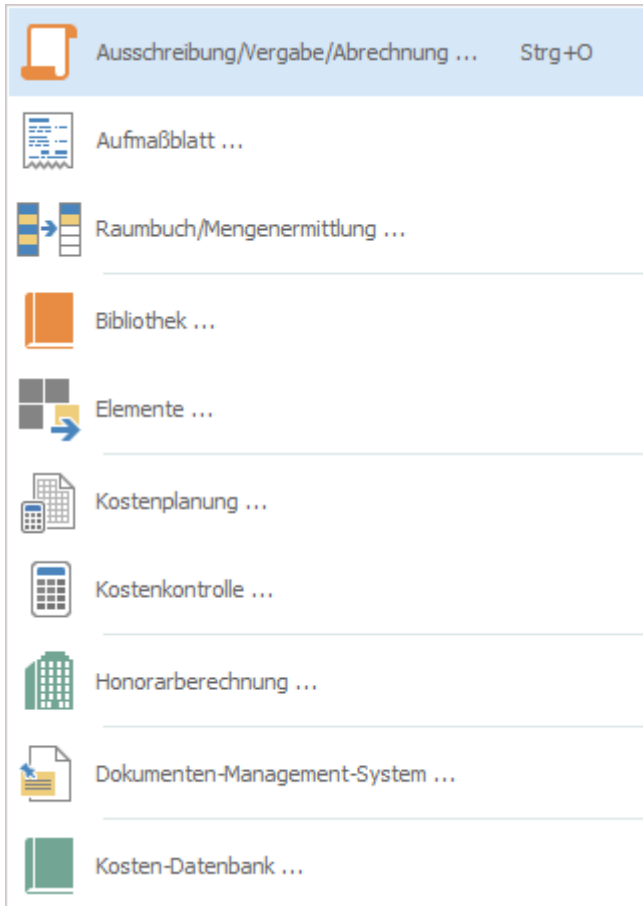 Ausschreibung/Vergabe/Abrechnung ... Strg+O
Aufmaßblatt ...
Raumbuch/Mengenermittlung ...
Bibliothek ...
Elemente ...
Kostenplanung ...
Kostenkontrolle ...
Honorarberechnung ...
Dokumenten-Management-System ...
Kosten-Datenbank ...